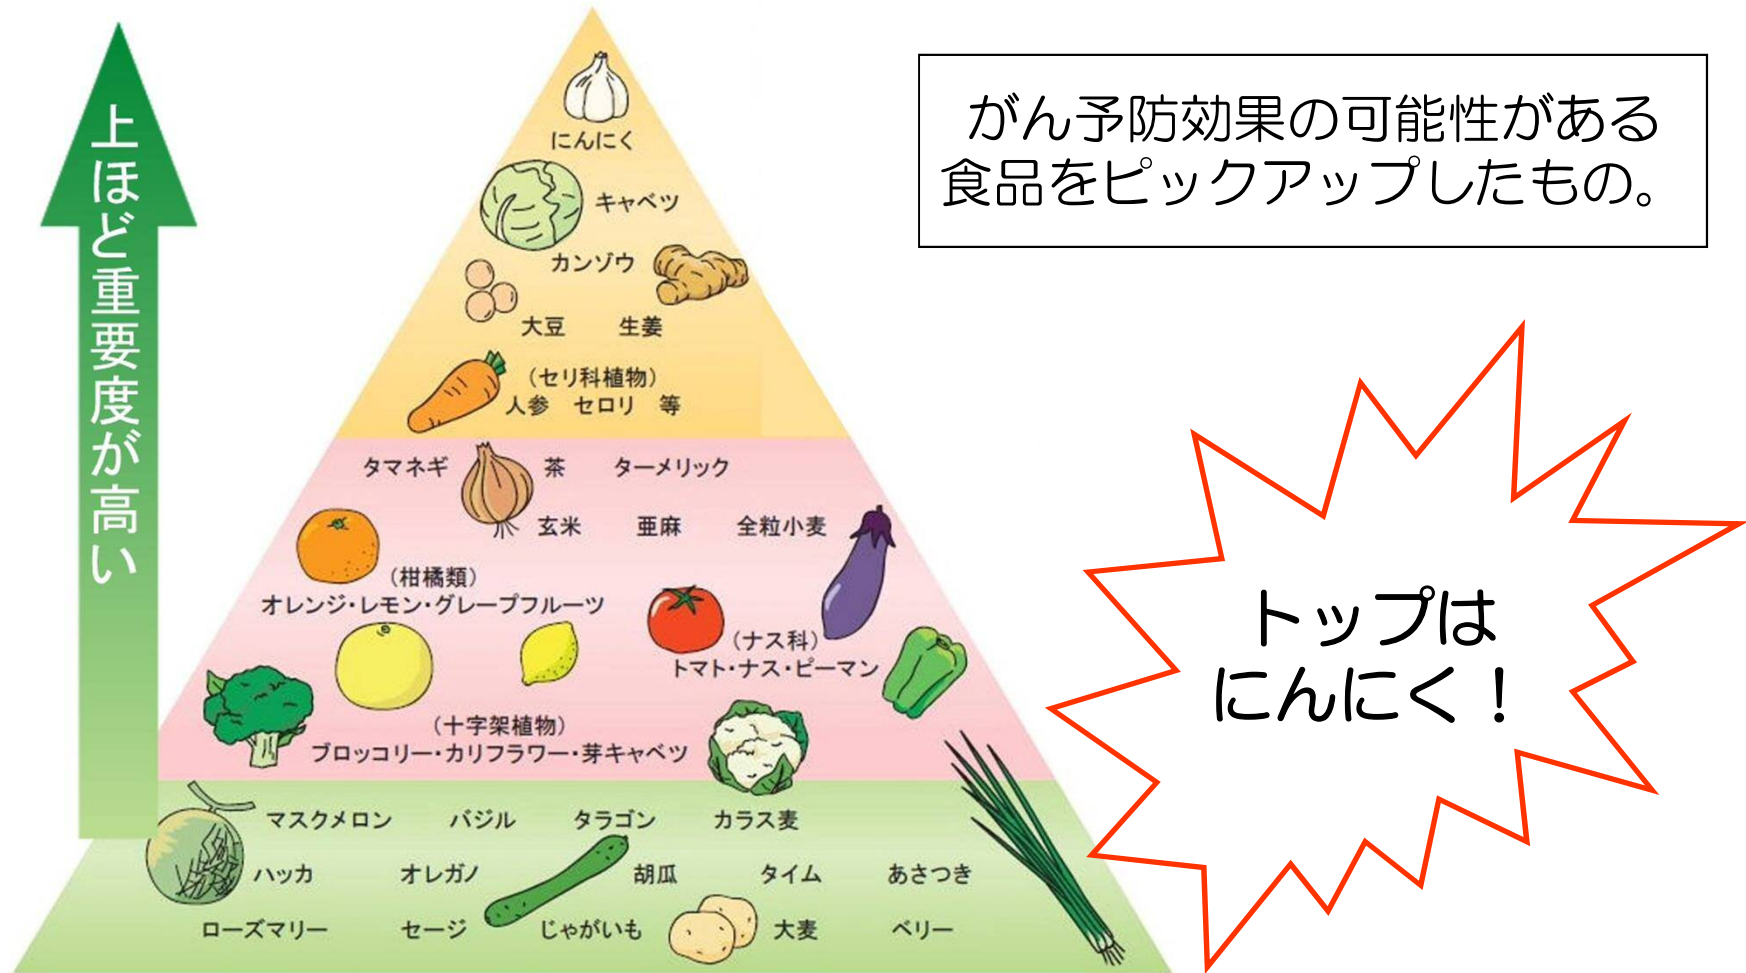 上ほど重要度が高い
がん予防効果の可能性がある
食品をピックアップしたもの。
にんにく
キャベツ
カンゾウ
大豆 生姜
(セリ科植物)
人参 セロリ 等
タマネギ 茶 ターメリック
玄米 亜麻 全粒小麦
(柑橘類)
オレンジ・レモン・グレープフルーツ
(ナス科)
トマト・ナス・ピーマン
(十字架植物)
ブロッコリー・カリフラワー・芽キャベツ
マスクメロン バジル タラゴン カラス麦
ハッカ オレガノ 胡瓜 タイム あさつき
ローズマリー セージ じゃがいも 大麦 ベリー
トップは
にんにく！